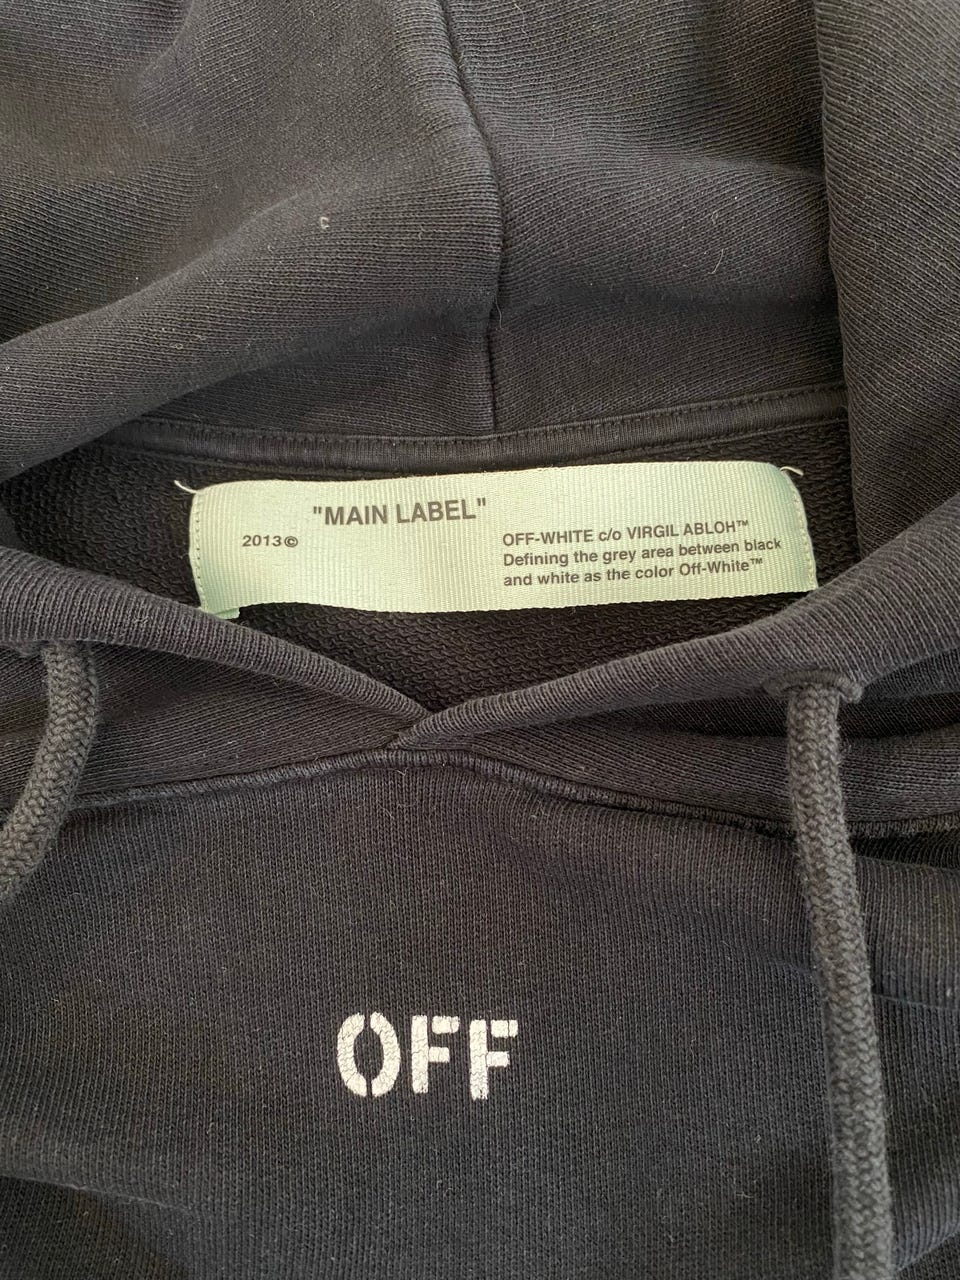 "MAIN LABEL"
2013©
OFF-WHITE c/o VIRGIL ABLOH™
Defining the grey area between black
and white as the color Off-White™
OFF